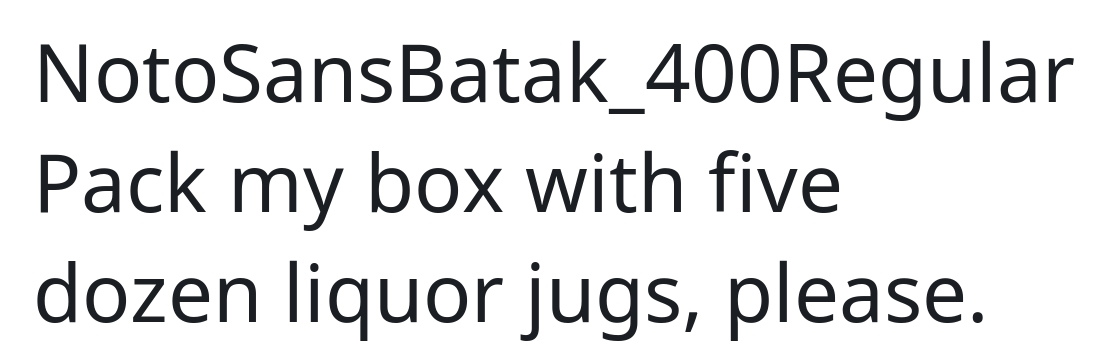 NotoSansBatak_400Regular
Pack my box with five
dozen liquor jugs, please.